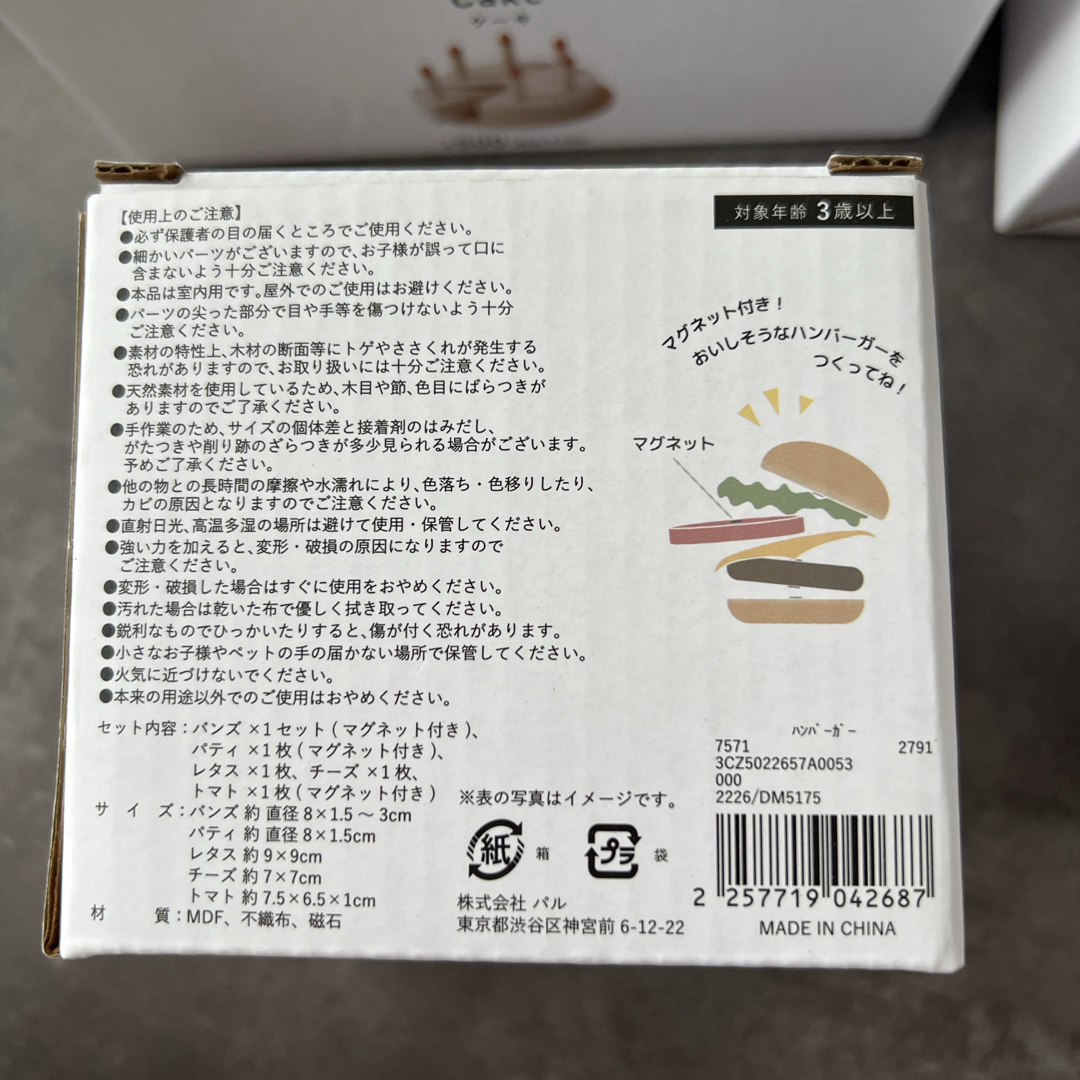 Cake
ケーキ
【使用上のご注意】
●必ず保護者の目の届くところでご使用ください。
●細かいパーツがございますので、お子様が誤って口に
含まないよう十分ご注意ください。
●本品は室内用です。屋外でのご使用はお避けください。
●パーツの尖った部分で目や手等を傷つけないよう十分
ご注意ください。
●素材の特性上、木材の断面等にトゲやささくれが発生する
恐れがありますので、お取り扱いには十分ご注意ください。
●天然素材を使用しているため、木目や節、色目にばらつきが
ありますのでご了承ください。
●手作業のため、サイズの個体差と接着剤のはみだし、
がたつきや削り跡のざらつきが多少見られる場合がございます。
予めご了承ください。
●他の物との長時間の摩擦や水濡れにより、色落ち・色移りしたり、
カビの原因となりますのでご注意ください。
●直射日光、高温多湿の場所は避けて使用・保管してください。
●強い力を加えると、変形・破損の原因になりますので
ご注意ください。
●変形・破損した場合はすぐに使用をおやめください。
●汚れた場合は乾いた布で優しく拭き取ってください。
●鋭利なものでひっかいたりすると、傷が付く恐れがあります。
●小さなお子様やペットの手の届かない場所で保管してください。
●火気に近づけないでください。
●本来の用途以外でのご使用はおやめください。
セット内容：バンズ ×1 セット ( マグネット付き )、
パティ ×1 枚 ( マグネット付き )、
レタス ×1 枚、チーズ ×1 枚、
トマト ×1 枚 ( マグネット付き )
サ イ ズ：バンズ 約 直径 8×1.5 ～ 3cm
パティ 約 直径 8×1.5cm
レタス 約 9×9cm
チーズ 約 7×7cm
トマト 約 7.5×6.5×1cm
材 質：MDF、不織布、磁石
対象年齢 3歳以上
マグネット付き！
おいしそうなハンバーガーを
つくってね！
マグネット
※表の写真はイメージです。
紙 箱
プラ 袋
株式会社 パル
東京都渋谷区神宮前 6-12-22
ﾊﾝﾊﾞｰｶﾞｰ
7571 2791
3CZ5022657A0053
000
2226/DM5175
2 257719 042687
MADE IN CHINA